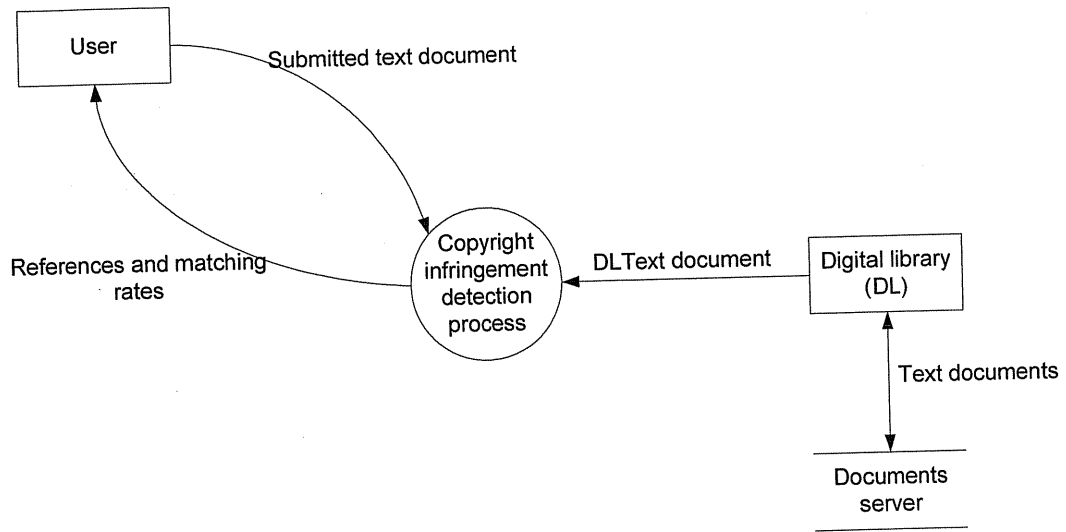 User
Submitted text document
References and matching
rates
Copyright
infringement
detection
process
DLText document
Digital library
(DL)
Text documents
Documents
server